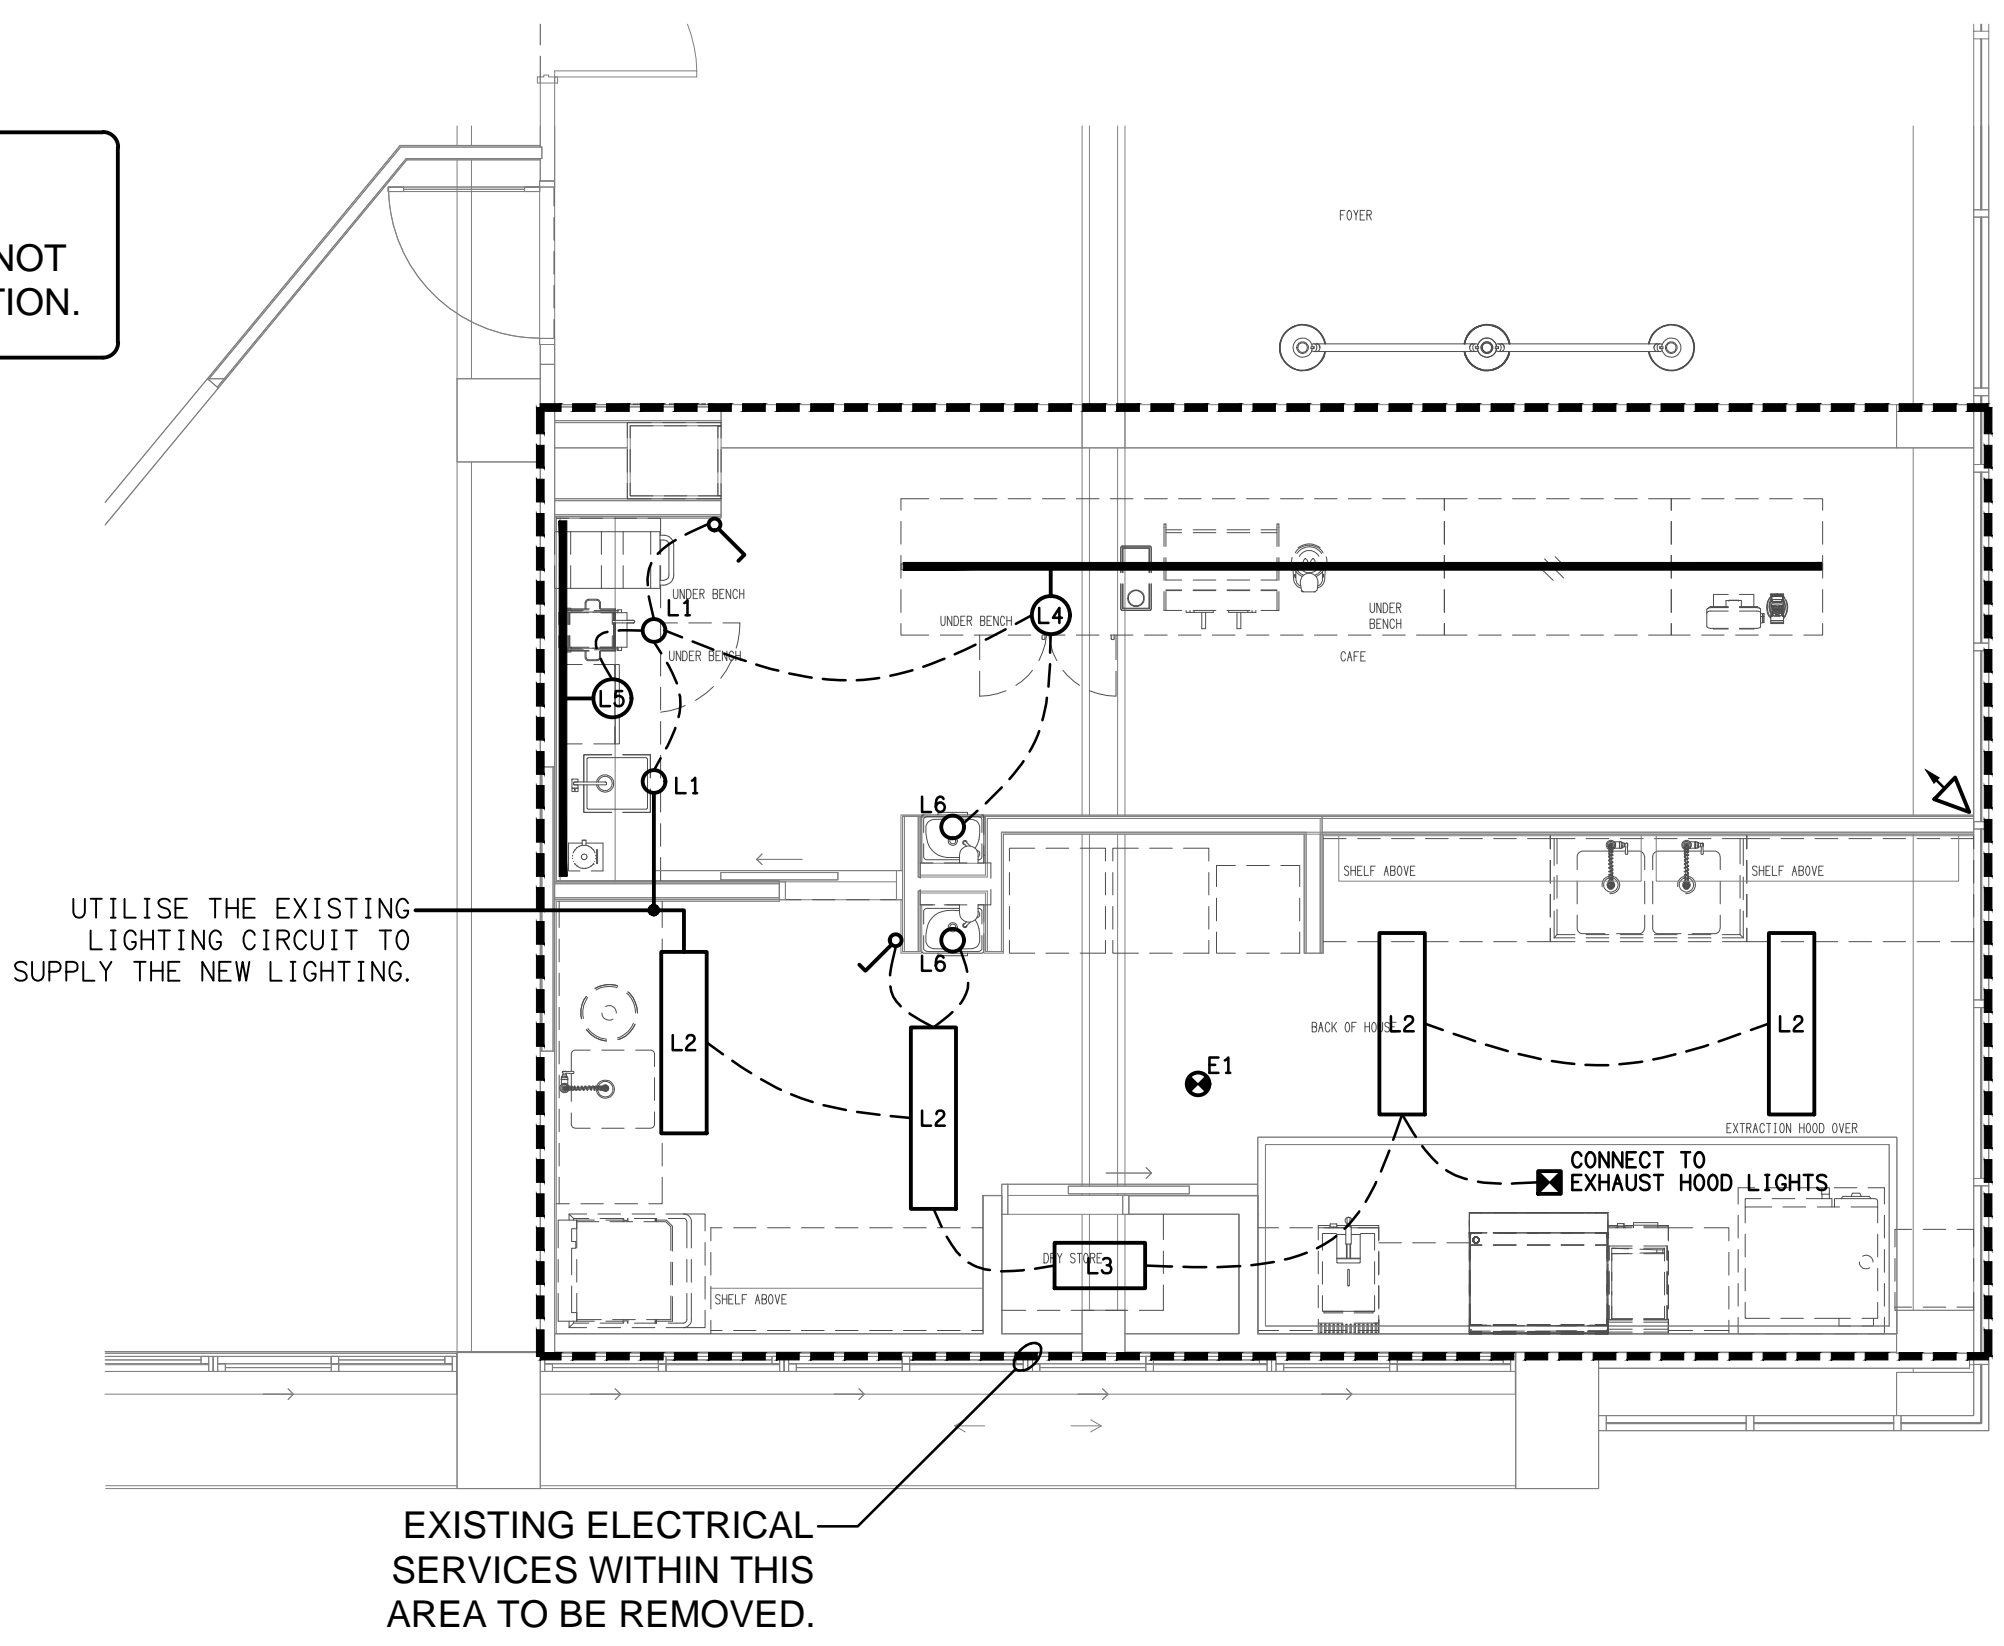 NOT
TION.
FOYER
UNDER BENCH
L1
UNDER BENCH
L4
UNDER
BENCH
UNDER BENCH
CAFE
L5
L1
L6
SHELF ABOVE
SHELF ABOVE
UTILISE THE EXISTING
LIGHTING CIRCUIT TO
SUPPLY THE NEW LIGHTING.
L6
L2
BACK OF HOUSE
L2
L2
L2
E1
EXTRACTION HOOD OVER
CONNECT TO
EXHAUST HOOD LIGHTS
DRY STORE
L3
SHELF ABOVE
EXISTING ELECTRICAL
SERVICES WITHIN THIS
AREA TO BE REMOVED.